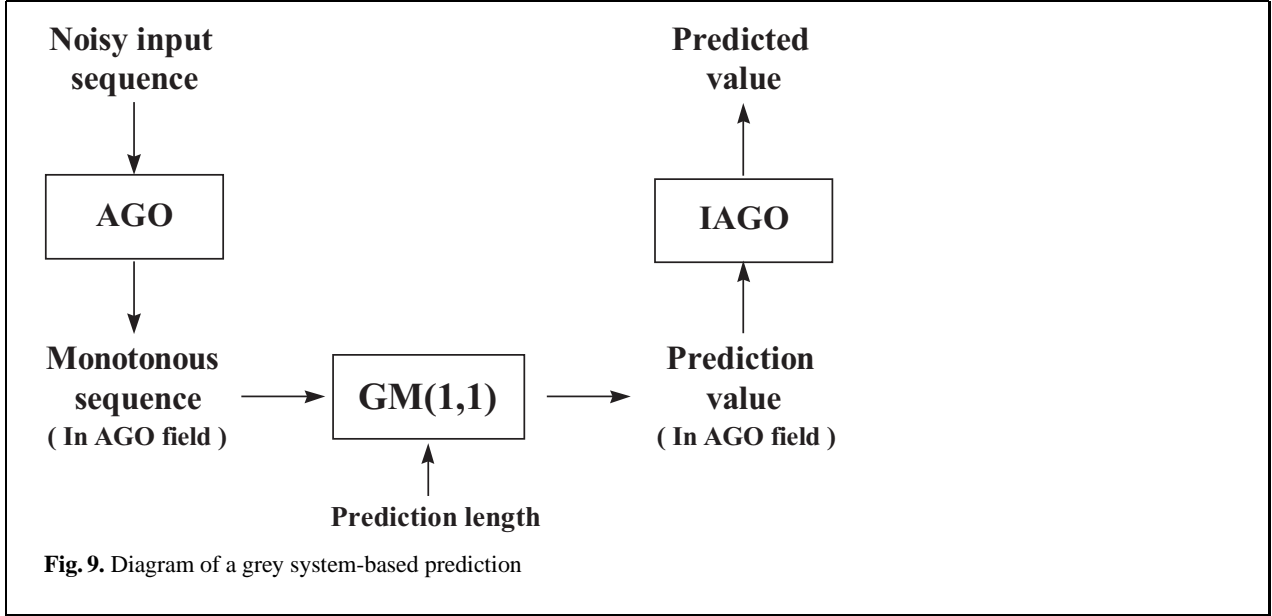 Noisy input
sequence
AGO
Monotonous
sequence
( In AGO field )
GM(1,1)
Prediction length
Predicted
value
IAGO
Prediction
value
( In AGO field )
Fig. 9. Diagram of a grey system-based prediction